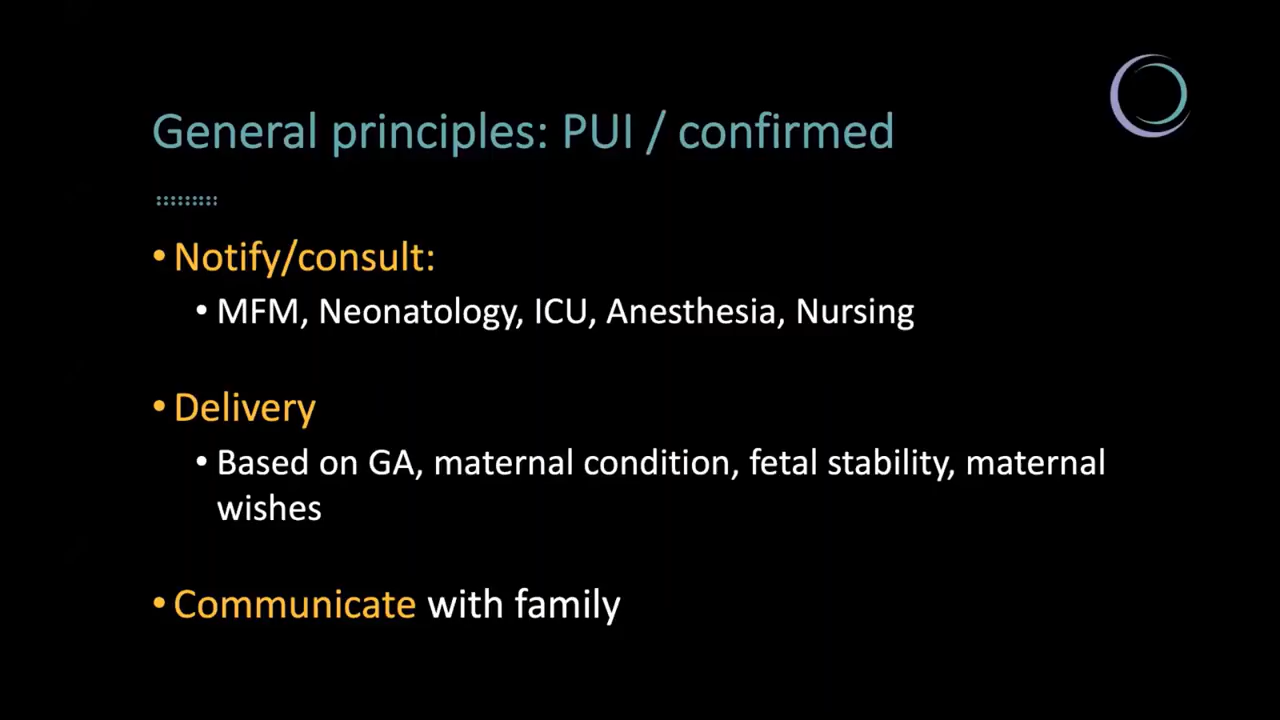 General principles: PUI / confirmed
• Notify/consult:
• MFM, Neonatology, ICU, Anesthesia, Nursing
• Delivery
• Based on GA, maternal condition, fetal stability, maternal
wishes
• Communicate with family